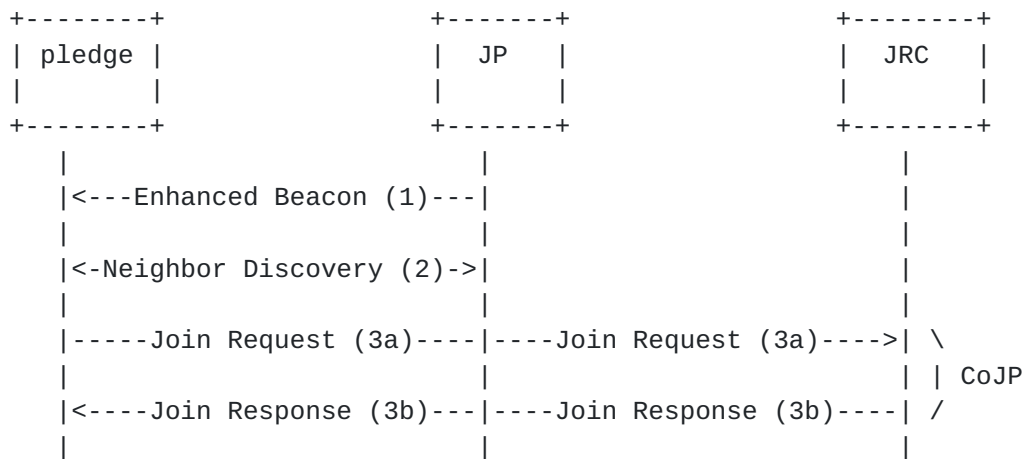 +--------+                 +-------+                 +--------+
| pledge |                 |  JP   |                 |  JRC   |
|        |                 |       |                 |        |
+--------+                 +-------+                 +--------+
   |                          |                          |
   |<---Enhanced Beacon (1)---|                          |
   |                          |                          |
   |<-Neighbor Discovery (2)->|                          |
   |                          |                          |
   |-----Join Request (3a)----|----Join Request (3a)---->| \
   |                          |                          | | CoJP
   |<----Join Response (3b)---|----Join Response (3b)----| /
   |                          |                          |